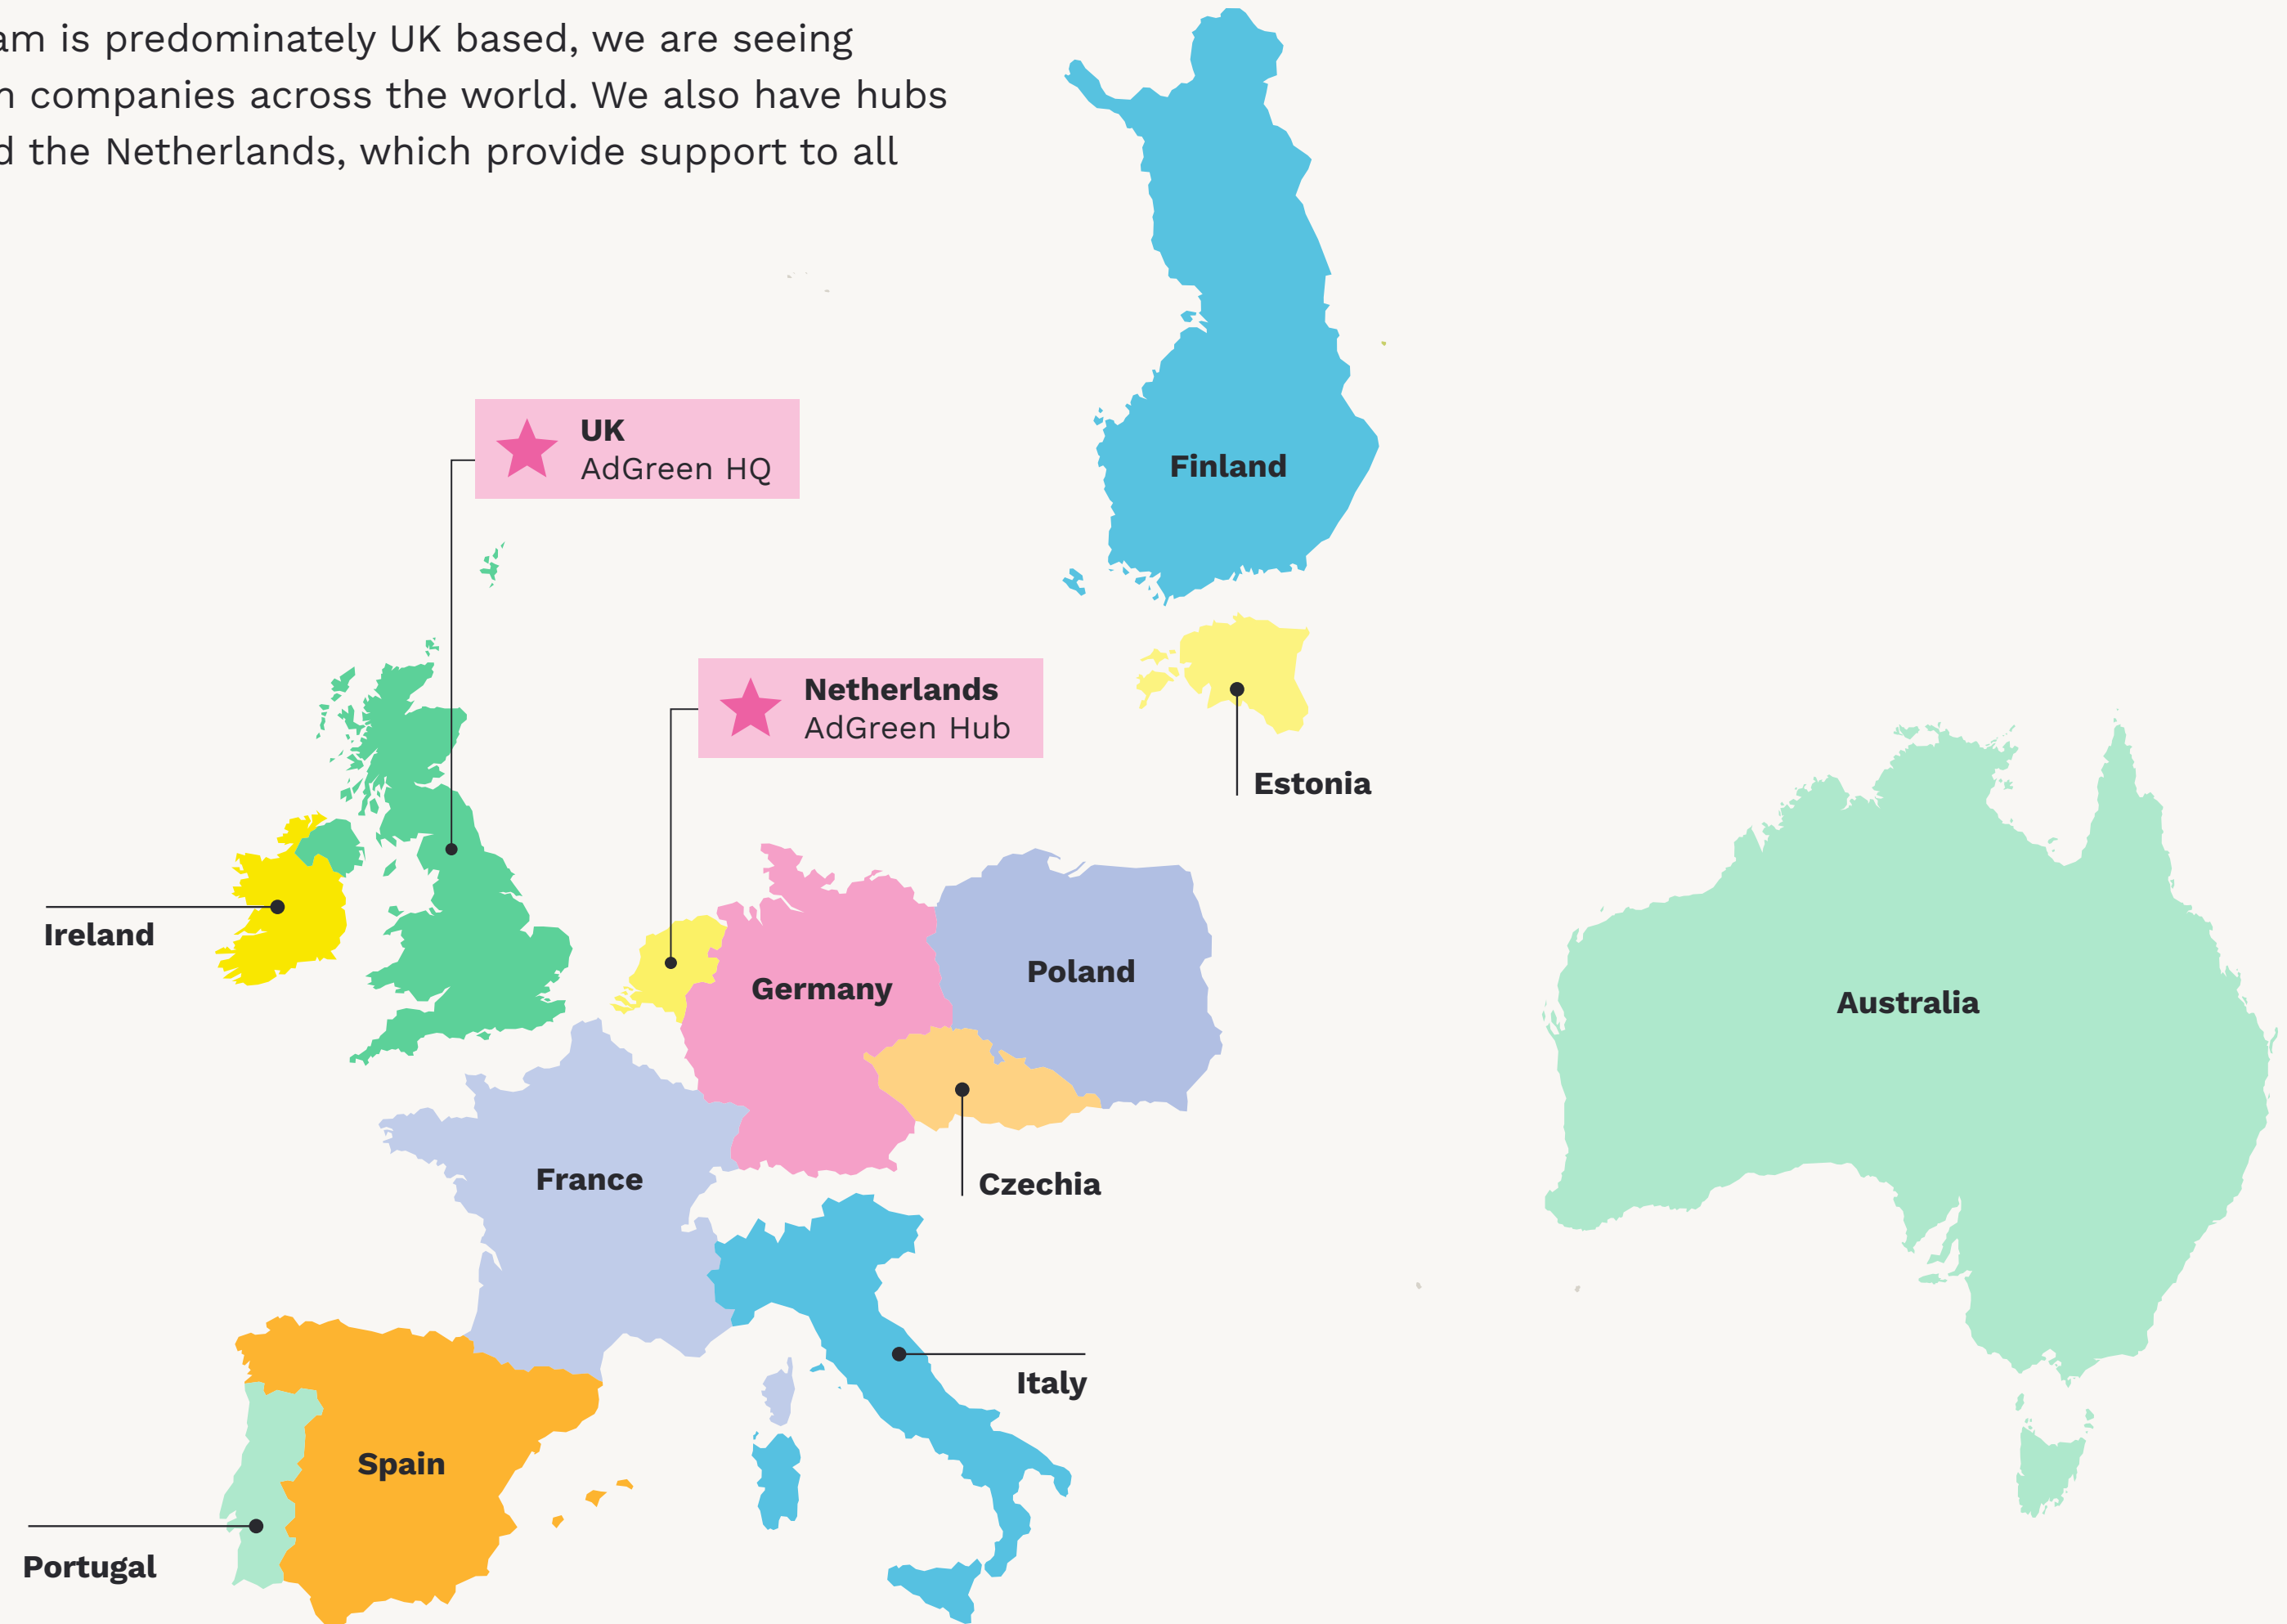 am is predominately UK based, we are seeing
companies across the world. We also have hubs
the Netherlands, which provide support to all
UK
AdGreen HQ
Finland
Netherlands
AdGreen Hub
Estonia
Ireland
Germany
Poland
Australia
France
Czechia
Italy
Spain
Portugal